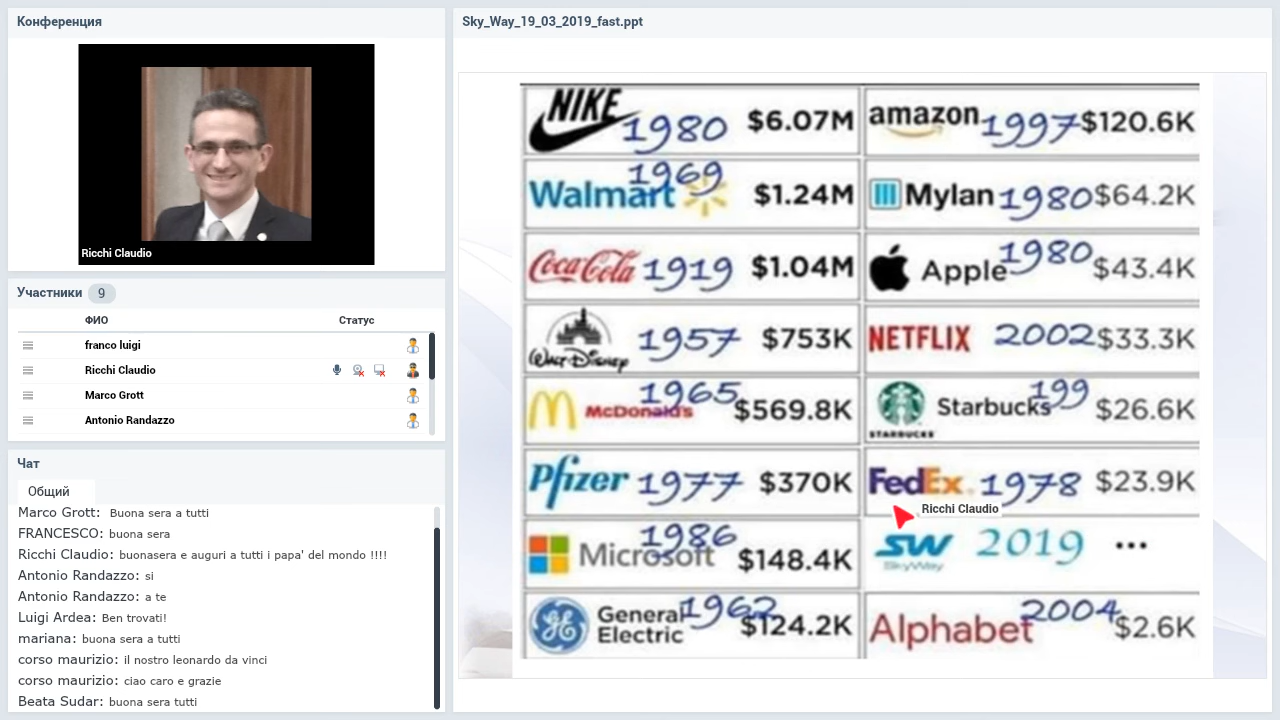 Конференция
Ricchi Claudio
Участники 9
ФИО Статус
franco luigi
Ricchi Claudio
Marco Grott
Antonio Randazzo
Чат
Общий
Marco Grott: Buona sera a tutti
FRANCESCO: buona sera
Ricchi Claudio: buonasera e auguri a tutti i papa' del mondo !!!!
Antonio Randazzo: si
Antonio Randazzo: a te
Luigi Ardea: Ben trovati!
mariana: buona sera a tutti
corso maurizio: il nostro leonardo da vinci
corso maurizio: ciao caro e grazie
Beata Sudar: buona sera tutti
Sky_Way_19_03_2019_fast.ppt
NIKE 1980 $6.07M
Walmart 1969 $1.24M
Coca-Cola 1919 $1.04M
Walt Disney 1957 $753K
McDonald's 1965 $569.8K
Pfizer 1977 $370K
Microsoft 1986 $148.4K
General Electric 1962 $124.2K
amazon 1997 $120.6K
Mylan 1980 $64.2K
Apple 1980 $43.4K
NETFLIX 2002 $33.3K
Starbucks 199 $26.6K
STARBUCKS
FedEx 1978 $23.9K
Ricchi Claudio
SW 2019 ...
SkyWay
Alphabet 2004 $2.6K